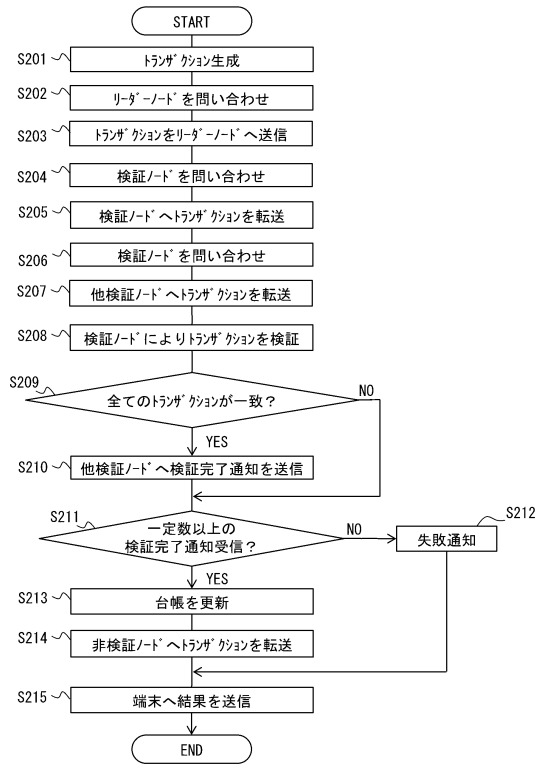 START
S201
ﾄﾗﾝｻﾞｸｼｮﾝ生成
S202
ﾘｰﾀﾞｰﾉｰﾄﾞを問い合わせ
S203
ﾄﾗﾝｻﾞｸｼｮﾝをﾘｰﾀﾞｰﾉｰﾄﾞへ送信
S204
検証ﾉｰﾄﾞを問い合わせ
S205
検証ﾉｰﾄﾞへﾄﾗﾝｻﾞｸｼｮﾝを転送
S206
検証ﾉｰﾄﾞを問い合わせ
S207
他検証ﾉｰﾄﾞへﾄﾗﾝｻﾞｸｼｮﾝを転送
S208
検証ﾉｰﾄﾞによりﾄﾗﾝｻﾞｸｼｮﾝを検証
S209
全てのﾄﾗﾝｻﾞｸｼｮﾝが一致？
NO
YES
S210
他検証ﾉｰﾄﾞへ検証完了通知を送信
S211
一定数以上の
検証完了通知受信？
NO
S212
失敗通知
YES
S213
台帳を更新
S214
非検証ﾉｰﾄﾞへﾄﾗﾝｻﾞｸｼｮﾝを転送
S215
端末へ結果を送信
END